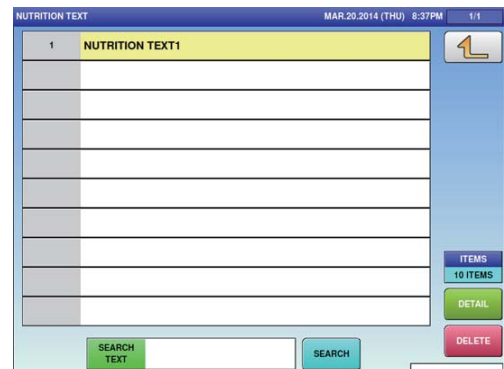 NUTRITION TEXT MAR.20.2014 (THU) 8:37PM 1/1
1 NUTRITION TEXT1
ITEMS
10 ITEMS
DETAIL
DELETE
SEARCH
TEXT
SEARCH